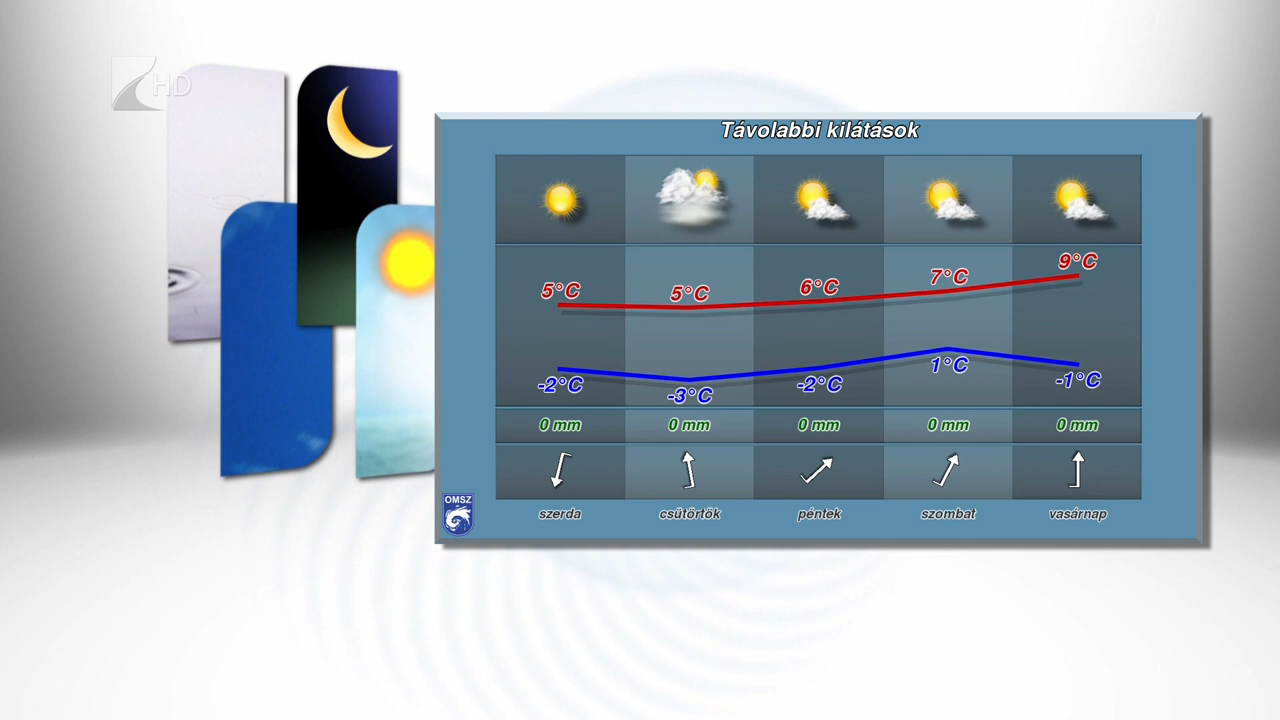 HD
Távolabbi kilátások
5°C 5°C 6°C 7°C 9°C
-2°C -3°C -2°C 1°C -1°C
0 mm 0 mm 0 mm 0 mm 0 mm
OMSZ
szerda csütörtök péntek szombat vasárnap